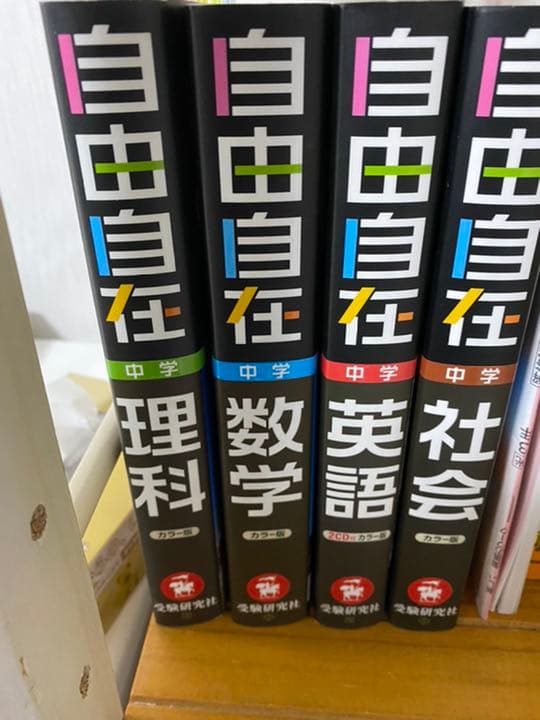 自由自在
中学
理科
カラー版
受験研究社
自由自在
中学
数学
カラー版
受験研究社
自由自在
中学
英語
2CD付 カラー版
受験研究社
自由自在
中学
社会
カラー版
受験研究社